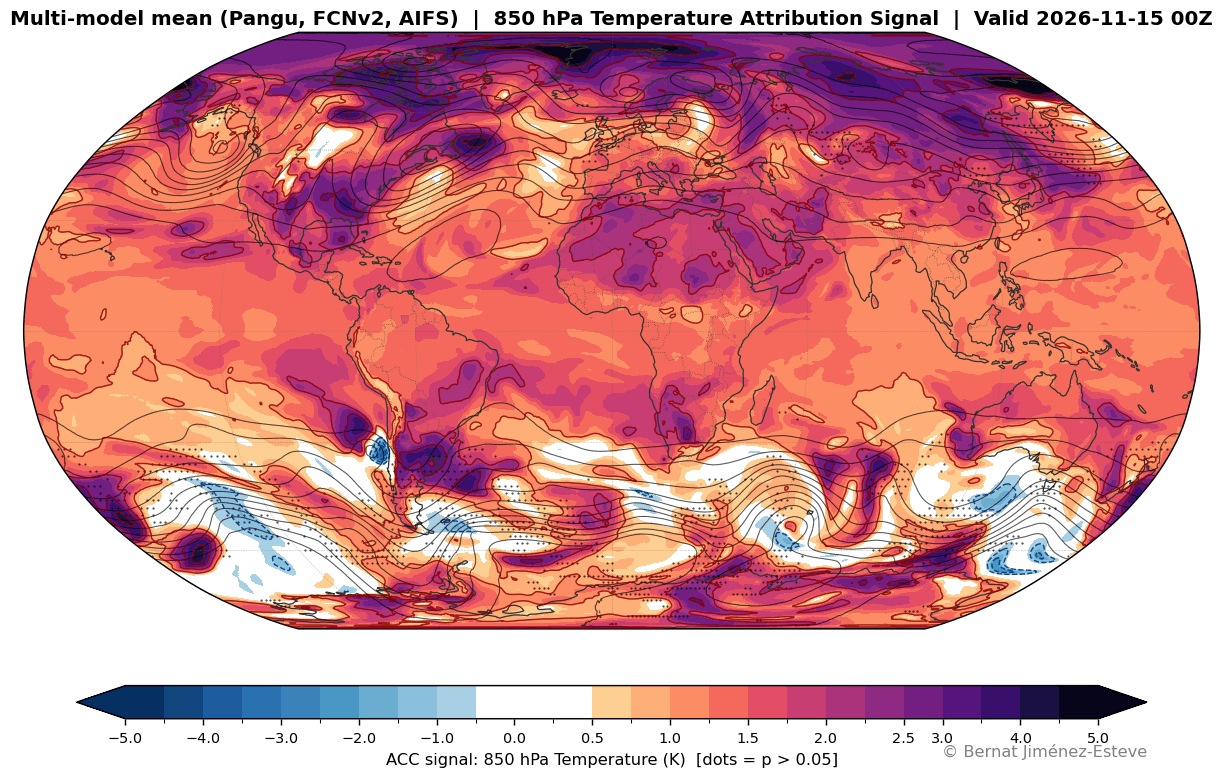 Multi-model mean (Pangu, FCNv2, AIFS) | 850 hPa Temperature Attribution Signal | Valid 2026-11-15 00Z
−5.0 −4.0 −3.0 −2.0 −1.0 0.0 0.5 1.0 1.5 2.0 2.5 3.0 4.0 5.0
ACC signal: 850 hPa Temperature (K) [dots = p > 0.05]
© Bernat Jiménez-Esteve